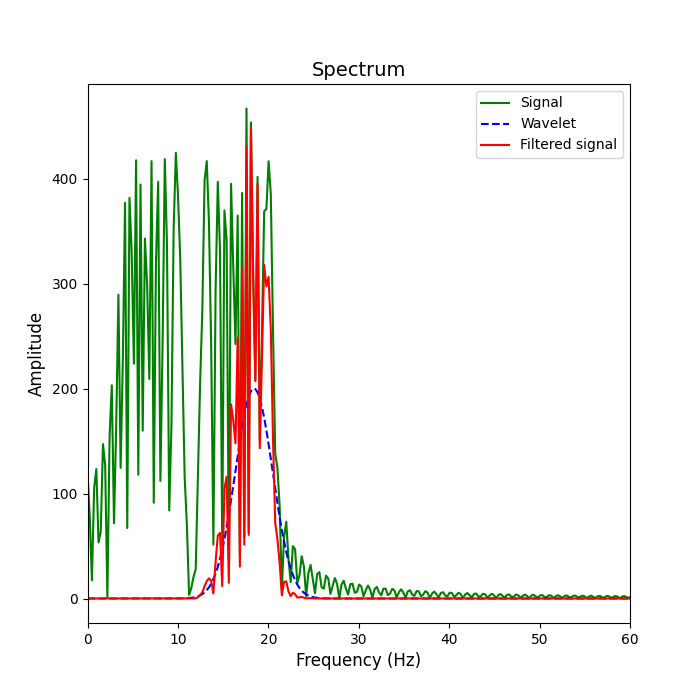 Spectrum
Signal
Wavelet
Filtered signal
400
300
200
100
0
Amplitude
0 10 20 30 40 50 60
Frequency (Hz)